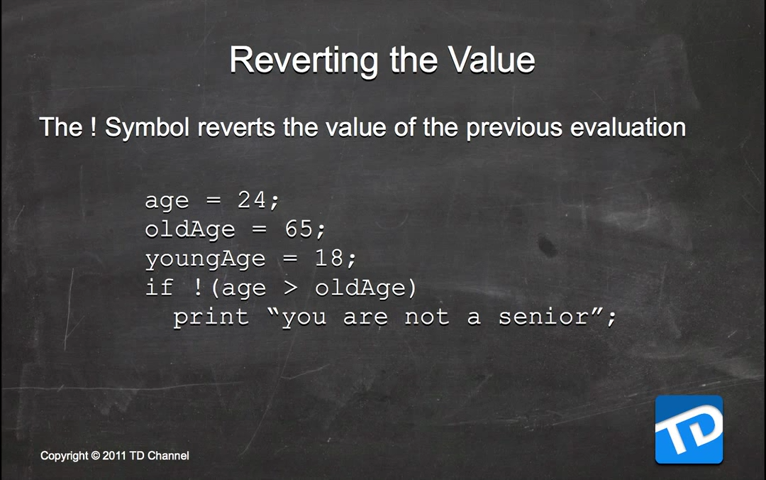 Reverting the Value
The ! Symbol reverts the value of the previous evaluation
age = 24;
oldAge = 65;
youngAge = 18;
if !(age > oldAge)
print “you are not a senior”;
TD
Copyright © 2011 TD Channel